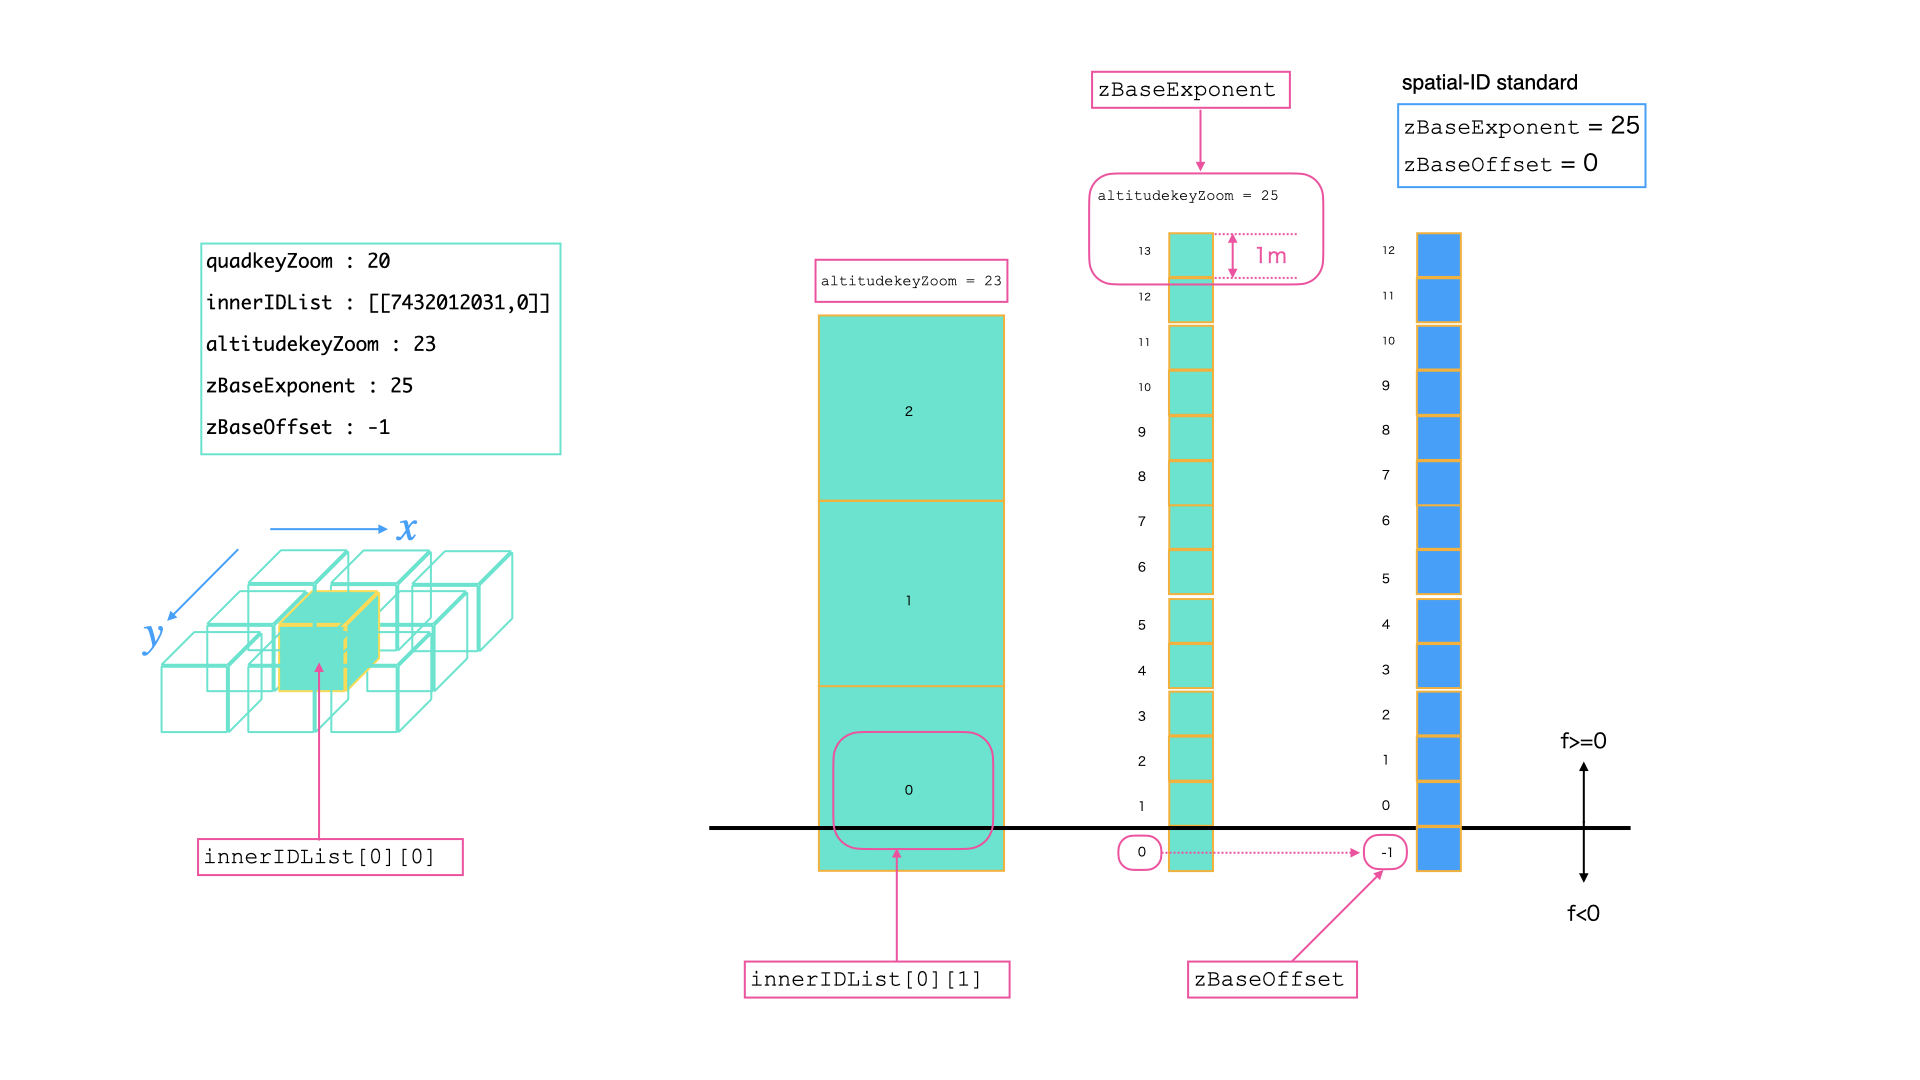 quadkeyZoom : 20
innerIDList : [[7432012031,0]]
altitudekeyZoom : 23
zBaseExponent : 25
zBaseOffset : -1
x
y
innerIDList[0][0]
altitudekeyZoom = 23
2
1
0
innerIDList[0][1]
zBaseExponent
altitudekeyZoom = 25
1m
13
12
11
10
9
8
7
6
5
4
3
2
1
0
zBaseOffset
spatial-ID standard
zBaseExponent = 25
zBaseOffset = 0
12
11
10
9
8
7
6
5
4
3
2
1
0
-1
f>=0
f<0